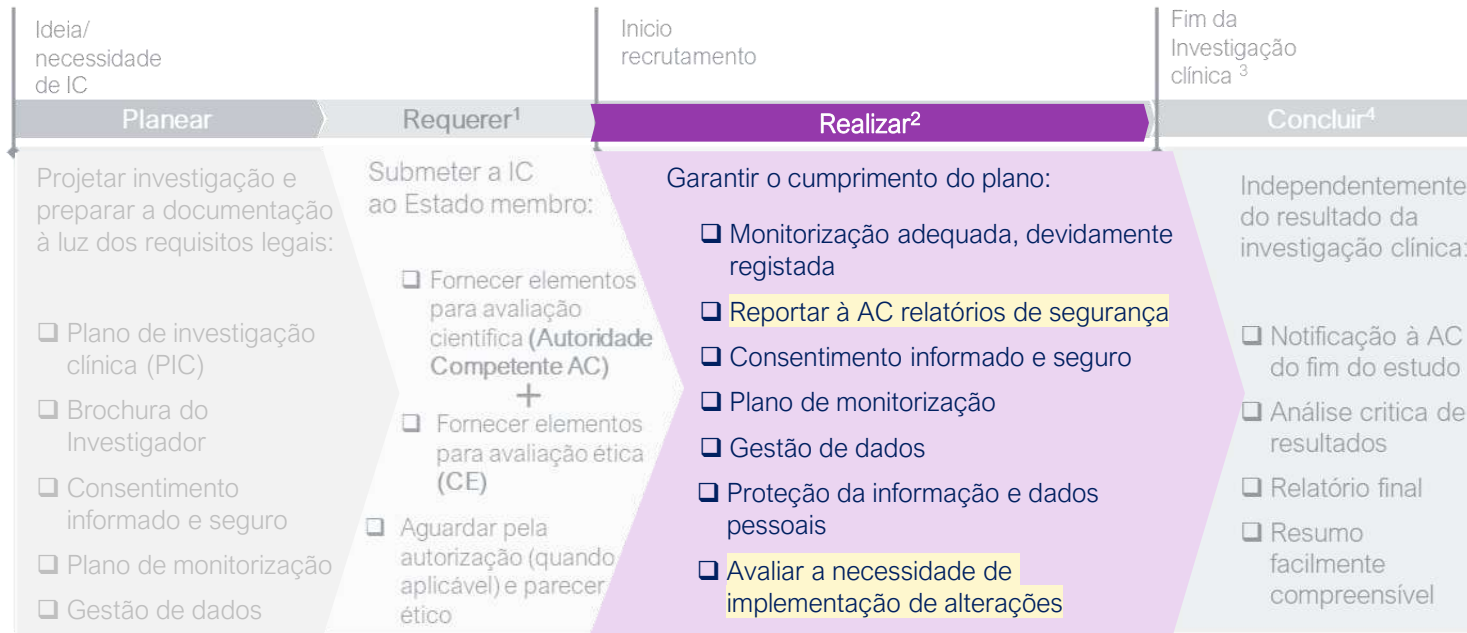 Ideia/
necessidade
de IC
Inicio
recrutamento
Fim da
Investigação
clínica 3
Planear
Requerer1
Realizar2
Concluir4
Projetar investigação e
preparar a documentação
à luz dos requisitos legais:
❑ Plano de investigação
clínica (PIC)
❑ Brochura do
Investigador
❑ Consentimento
informado e seguro
❑ Plano de monitorização
❑ Gestão de dados
Submeter a IC
ao Estado membro:
❑ Fornecer elementos
para avaliação
cientifica (Autoridade
Competente AC)
+
❑ Fornecer elementos
para avaliação ética
(CE)
❑ Aguardar pela
autorização (quando
aplicável) e parecer
ético
Garantir o cumprimento do plano:
❑ Monitorização adequada, devidamente
registada
❑ Reportar à AC relatórios de segurança
❑ Consentimento informado e seguro
❑ Plano de monitorização
❑ Gestão de dados
❑ Proteção da informação e dados
pessoais
❑ Avaliar a necessidade de
implementação de alterações
Independentemente
do resultado da
investigação clínica:
❑ Notificação à AC
do fim do estudo
❑ Análise critica de
resultados
❑ Relatório final
❑ Resumo
facilmente
compreensível